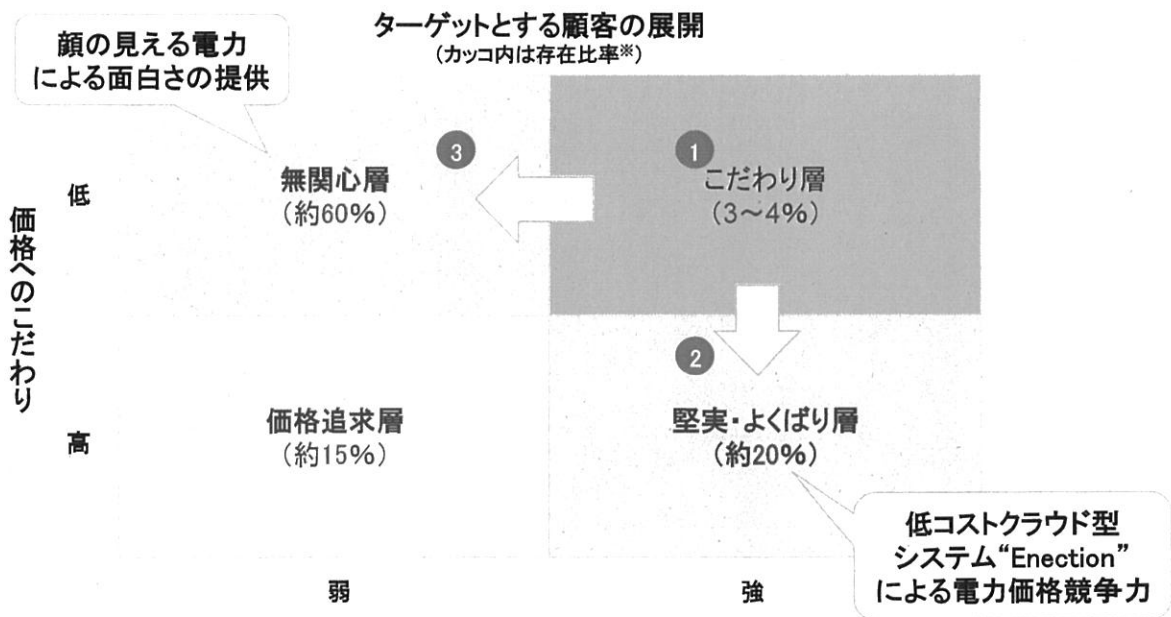 ターゲットとする顧客の展開
(カッコ内は存在比率※)
顔の見える電力
による面白さの提供
3
1
無関心層
(約60%)
こだわり層
(3～4%)
低
価格へのこだわり
2
価格追求層
(約15%)
堅実・よくばり層
(約20%)
高
低コストクラウド型
システム“Enection”
による電力価格競争力
弱
強